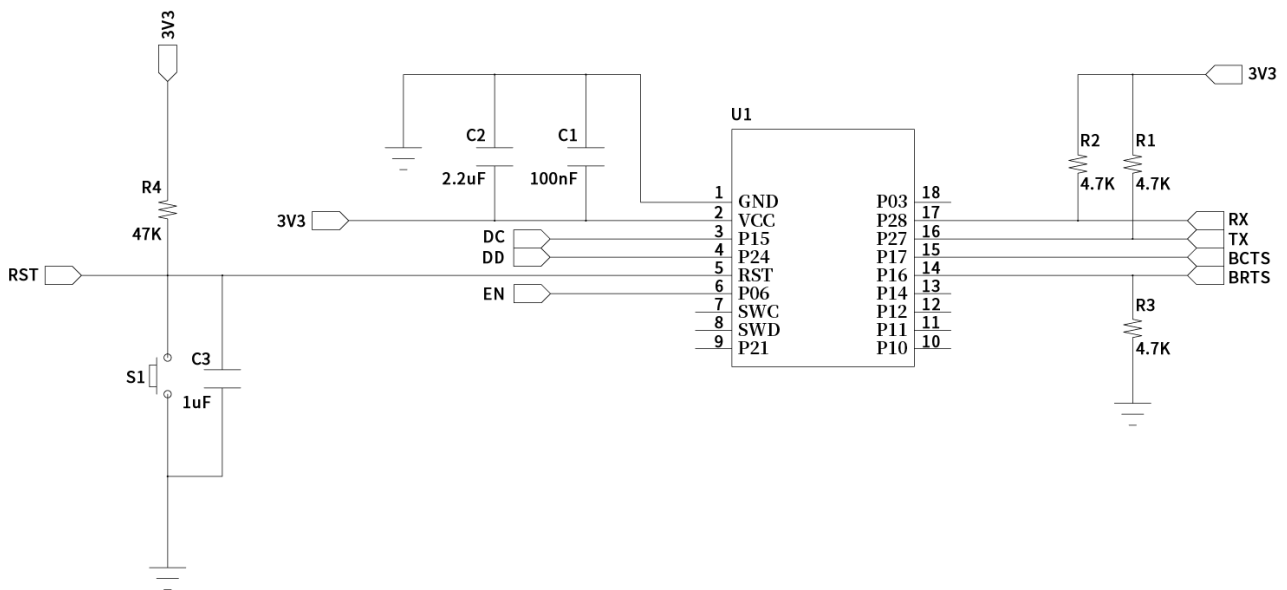 3V3
R4
47K
RST
S1
C3
1uF
C2
2.2uF
C1
100nF
3V3
DC
DD
EN
U1
1 GND
2 VCC
3 P15
4 P24
5 RST
6 P06
7 SWC
8 SWD
9 P21
P03 18
P28 17
P27 16
P17 15
P16 14
P14 13
P12 12
P11 11
P10 10
3V3
R2
4.7K
R1
4.7K
RX
TX
BCTS
BRTS
R3
4.7K